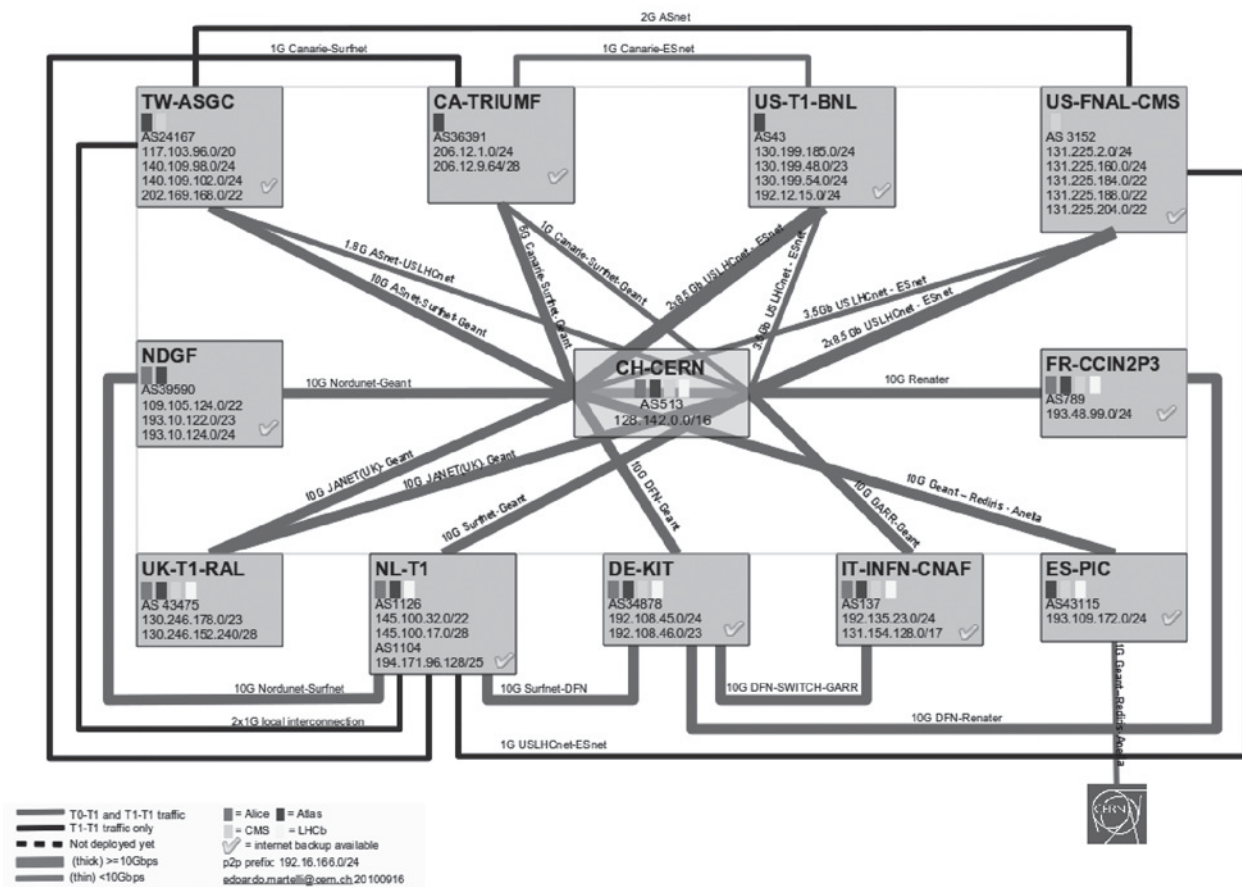 2G ASnet
1G Canarie-Surfnet
1G Canarie-ESnet
TW-ASGC
AS24167
117.103.96.0/20
140.109.98.0/24
140.109.102.0/24
202.169.168.0/22
CA-TRIUMF
AS36391
206.12.1.0/24
206.12.9.64/28
US-T1-BNL
AS43
130.199.185.0/24
130.199.48.0/23
130.199.54.0/24
192.12.15.0/24
US-FNAL-CMS
AS 3152
131.225.2.0/24
131.225.160.0/24
131.225.184.0/22
131.225.188.0/22
131.225.204.0/22
1.8G ASnet-USLHCnet
10G ASnet-Surfnet Geant
5G Canarie-Surfnet-Geant
1G Canarie-Surfnet-Geant
2x8.5Gb USLHCnet - ESnet
3.5Gb USLHCnet - ESnet
3.5Gb USLHCnet - ESnet
2x8.5Gb USLHCnet - ESnet
NDGF
AS39590
109.105.124.0/22
193.10.122.0/23
193.10.124.0/24
10G Nordunet-Geant
CH-CERN
AS513
128.142.0.0/16
10G Renater
FR-CCIN2P3
AS789
193.48.99.0/24
10G JANET(UK)- Geant
10G JANET(UK)- Geant
10G Surfnet-Geant
10G DFN-Geant
10G GARR-Geant
10G Geant – Rediris - Anella
UK-T1-RAL
AS 43475
130.246.178.0/23
130.246.152.240/28
NL-T1
AS1126
145.100.32.0/22
145.100.17.0/28
AS1104
194.171.96.128/25
DE-KIT
AS34878
192.108.45.0/24
192.108.46.0/23
IT-INFN-CNAF
AS137
192.135.23.0/24
131.154.128.0/17
ES-PIC
AS43115
193.109.172.0/24
10G Nordunet-Surfnet
10G Surfnet-DFN
10G DFN-SWITCH-GARR
10G DFN-Renater
2x1G local interconnection
1G USLHCnet-ESnet
1G Geant–Rediris-Anella
CERN
T0-T1 and T1-T1 traffic
T1-T1 traffic only
Not deployed yet
(thick) >=10Gbps
(thin) <10Gbps
= Alice = Atlas
= CMS = LHCb
= internet backup available
p2p prefix: 192.16.166.0/24
edoardo.martelli@cern.ch 20100916